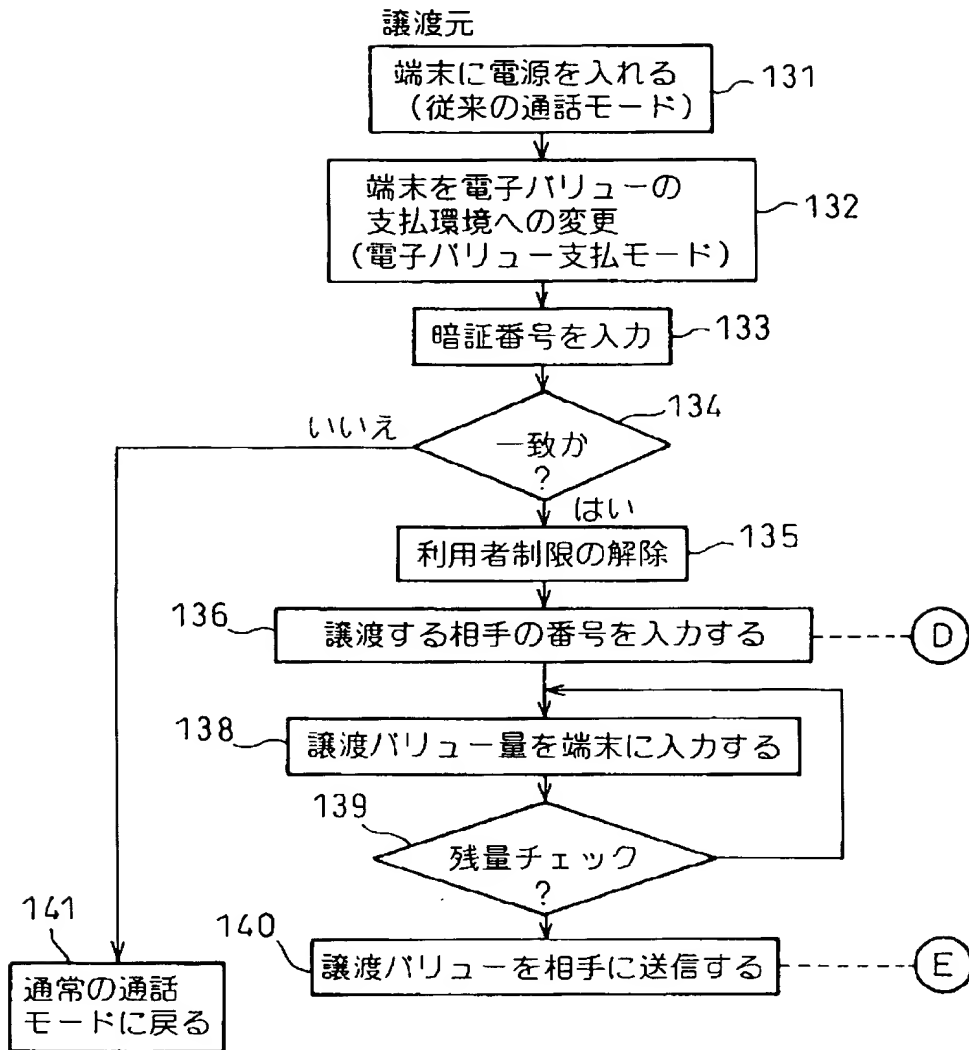 譲渡元
端末に電源を入れる
(従来の通話モード)
131
端末を電子バリューの
支払環境への変更
(電子バリュー支払モード)
132
暗証番号を入力
133
一致か
?
134
いいえ
はい
利用者制限の解除
135
136
譲渡する相手の番号を入力する
D
138
譲渡バリュー量を端末に入力する
139
残量チェック
?
140
譲渡バリューを相手に送信する
E
141
通常の通話
モードに戻る